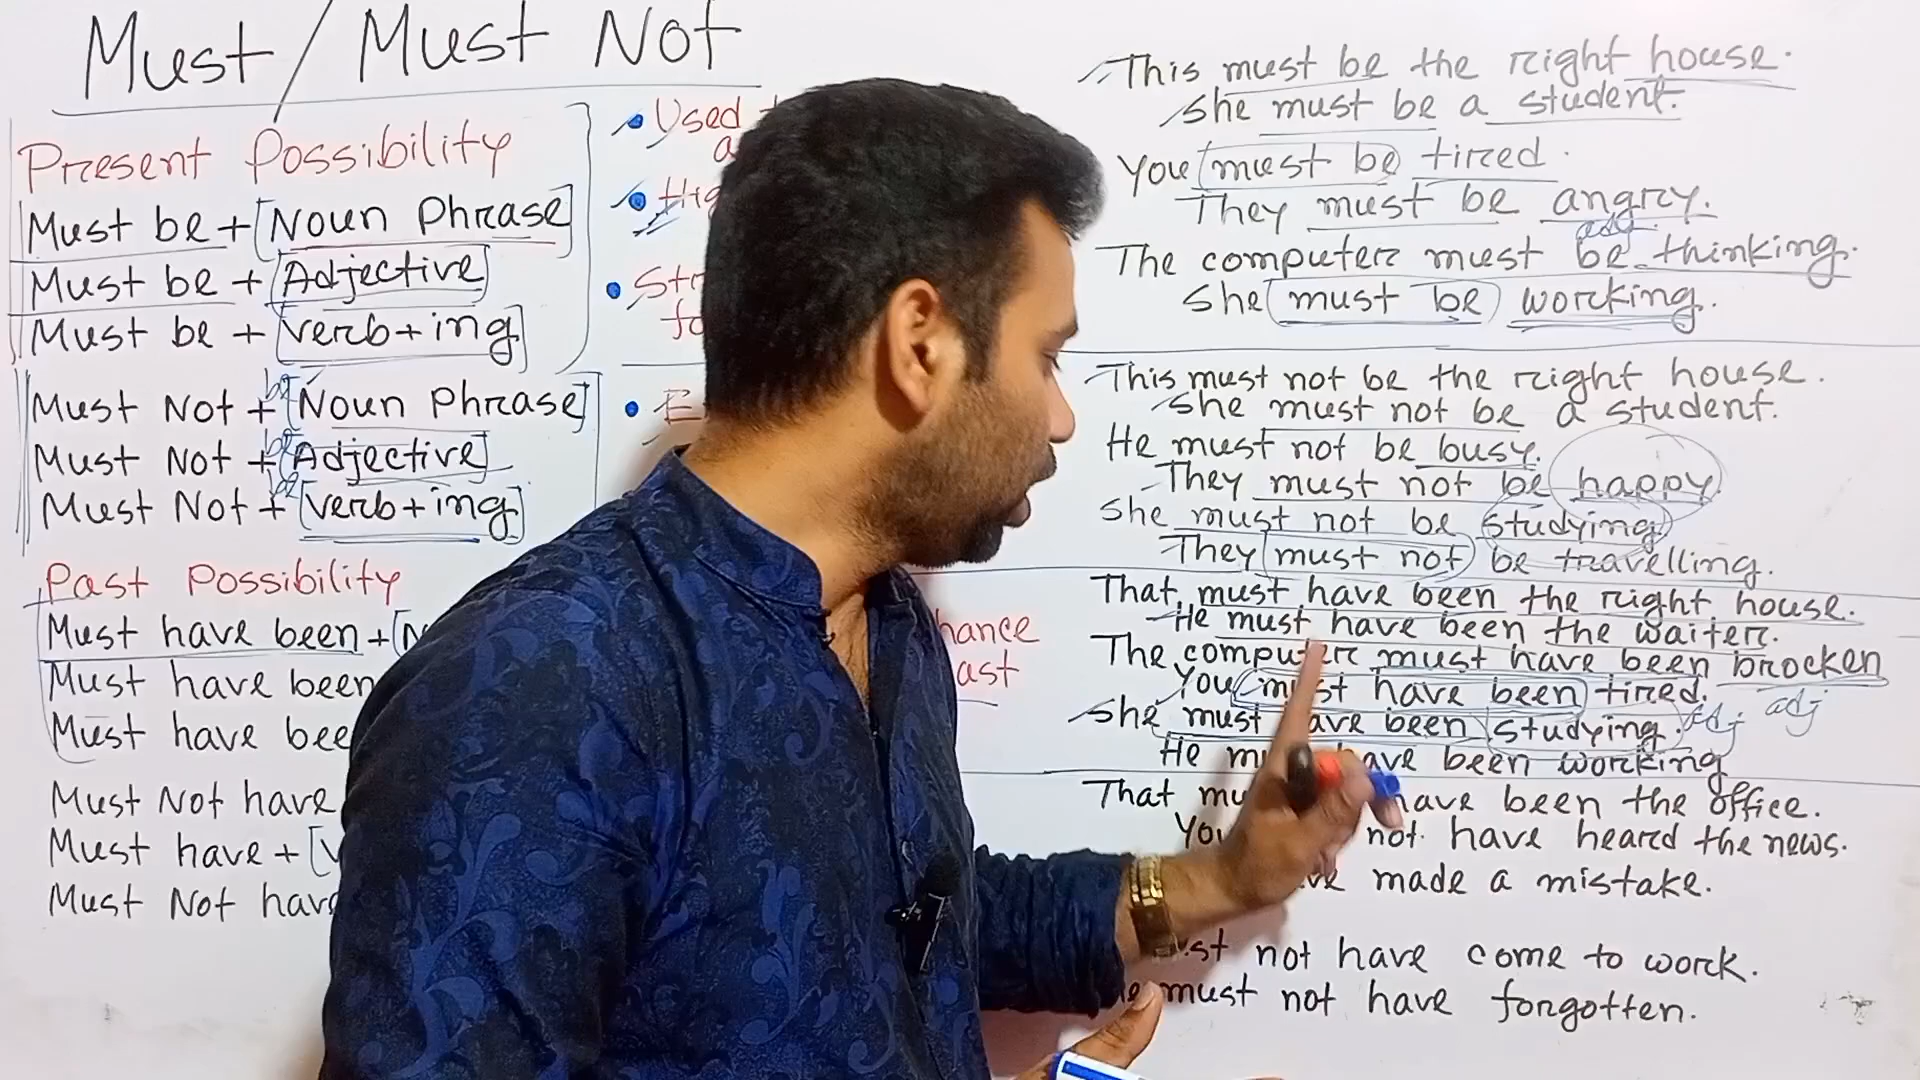 Must / Must Not
Present Possibility
Must be + [Noun Phrase]
Must be + [Adjective]
Must be + [verb+ing]
Must Not + be [Noun Phrase]
Must Not + be [Adjective]
Must Not + be [verb+ing]
Past Possibility
Must have been + [N
Must have been
Must have bee
Must Not have
Must have + [V
Must Not hav
• Used
•
•
•
hance
ast
This must be the right house.
She must be a student.
You must be tired.
They must be angry.
adj
The computer must be thinking.
She must be working.
This must not be the right house.
She must not be a student.
He must not be busy.
They must not be happy.
She must not be studying.
They must not be travelling.
That must have been the right house.
He must have been the waiter.
The computer must have been brocken
You must have been tired.
adj
adj
She must have been studying.
He mu have been working
That mu have been the office.
You not have heard the news.
ve made a mistake.
ust not have come to work.
must not have forgotten.